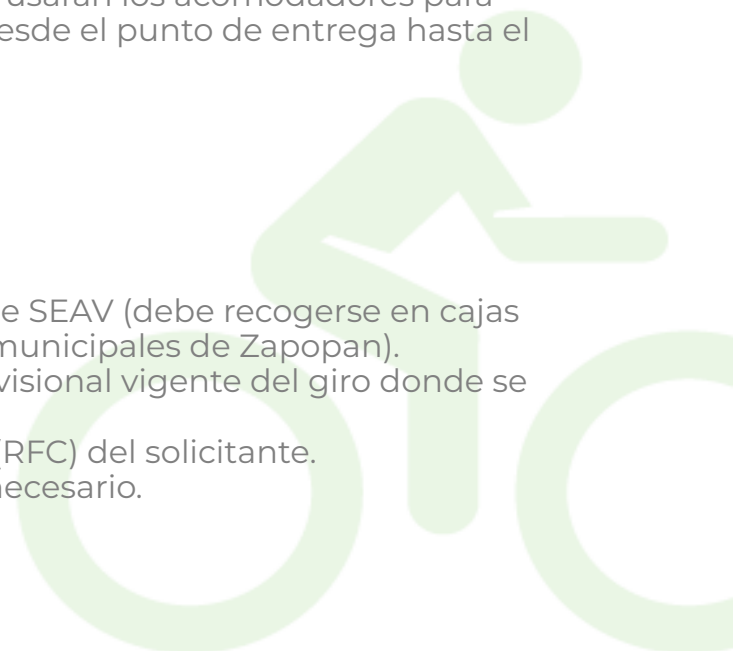 usarán los acomodadores para
esde el punto de entrega hasta el
e SEAV (debe recogerse en cajas
municipales de Zapopan).
visional vigente del giro donde se
(RFC) del solicitante.
necesario.